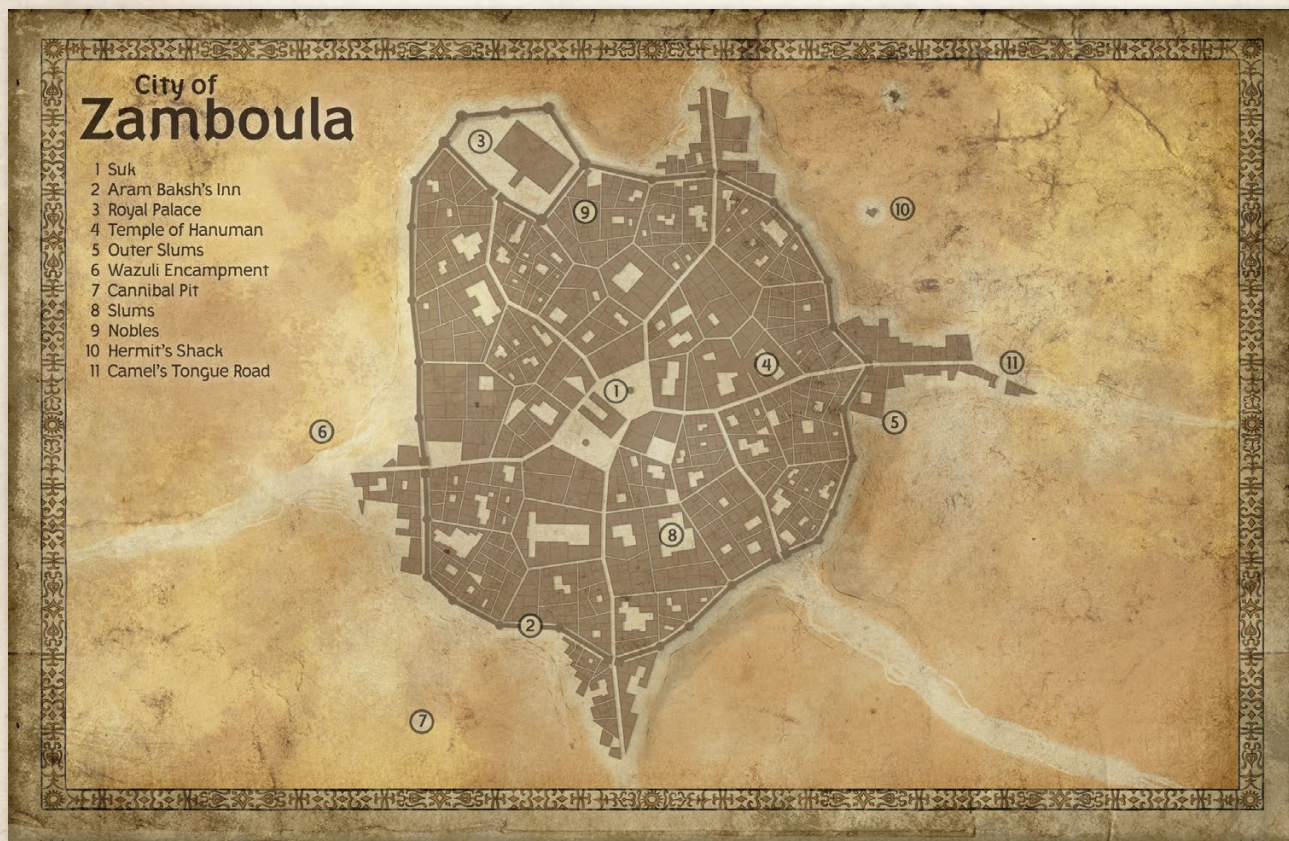 City of
Zamboula
1 Suk
2 Aram Baksh's Inn
3 Royal Palace
4 Temple of Hanuman
5 Outer Slums
6 Wazuli Encampment
7 Cannibal Pit
8 Slums
9 Nobles
10 Hermit's Shack
11 Camel's Tongue Road
3
9
10
11
4
1
5
6
8
2
7